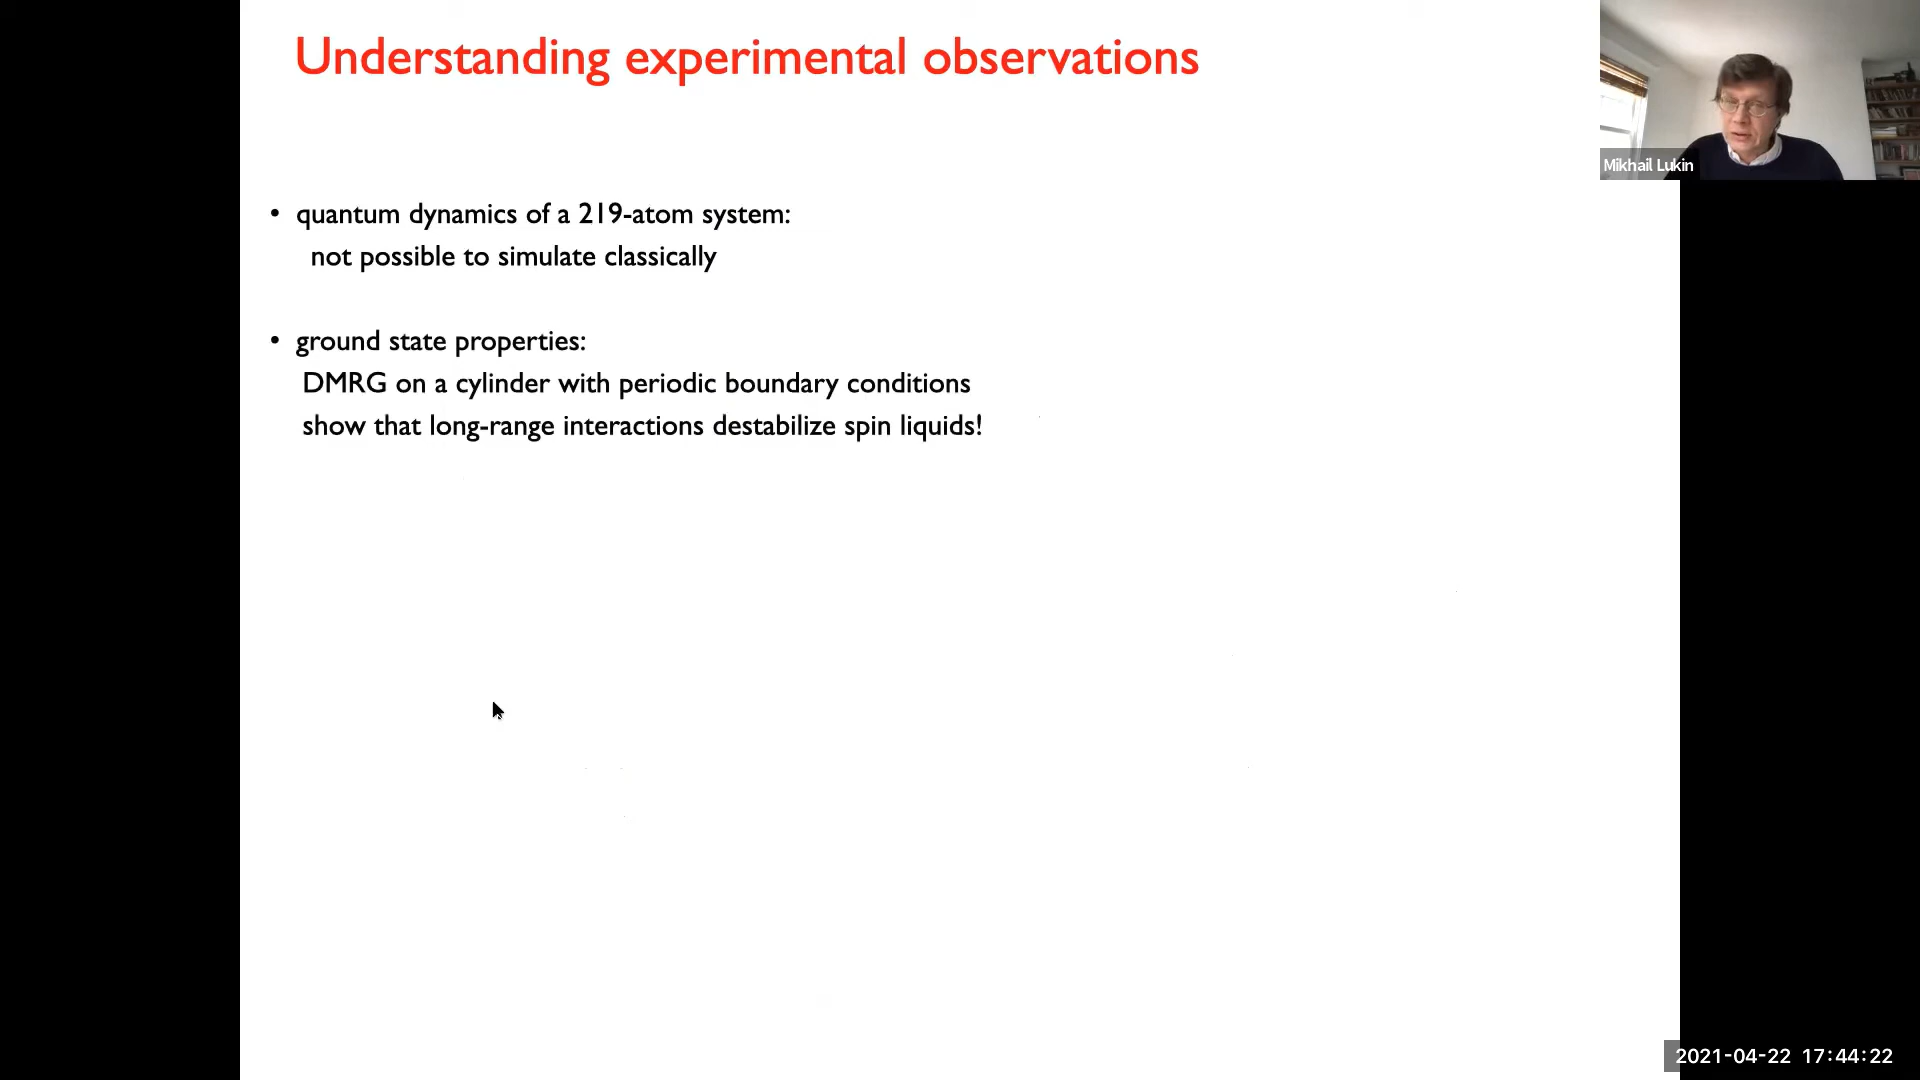 Understanding experimental observations
Mikhail Lukin
• quantum dynamics of a 219-atom system:
not possible to simulate classically
• ground state properties:
DMRG on a cylinder with periodic boundary conditions
show that long-range interactions destabilize spin liquids!
2021-04-22 17:44:22